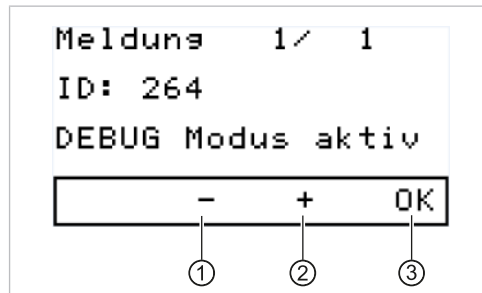 Meldung 1/ 1
ID: 264
DEBUG Modus aktiv
- + OK
① ② ③